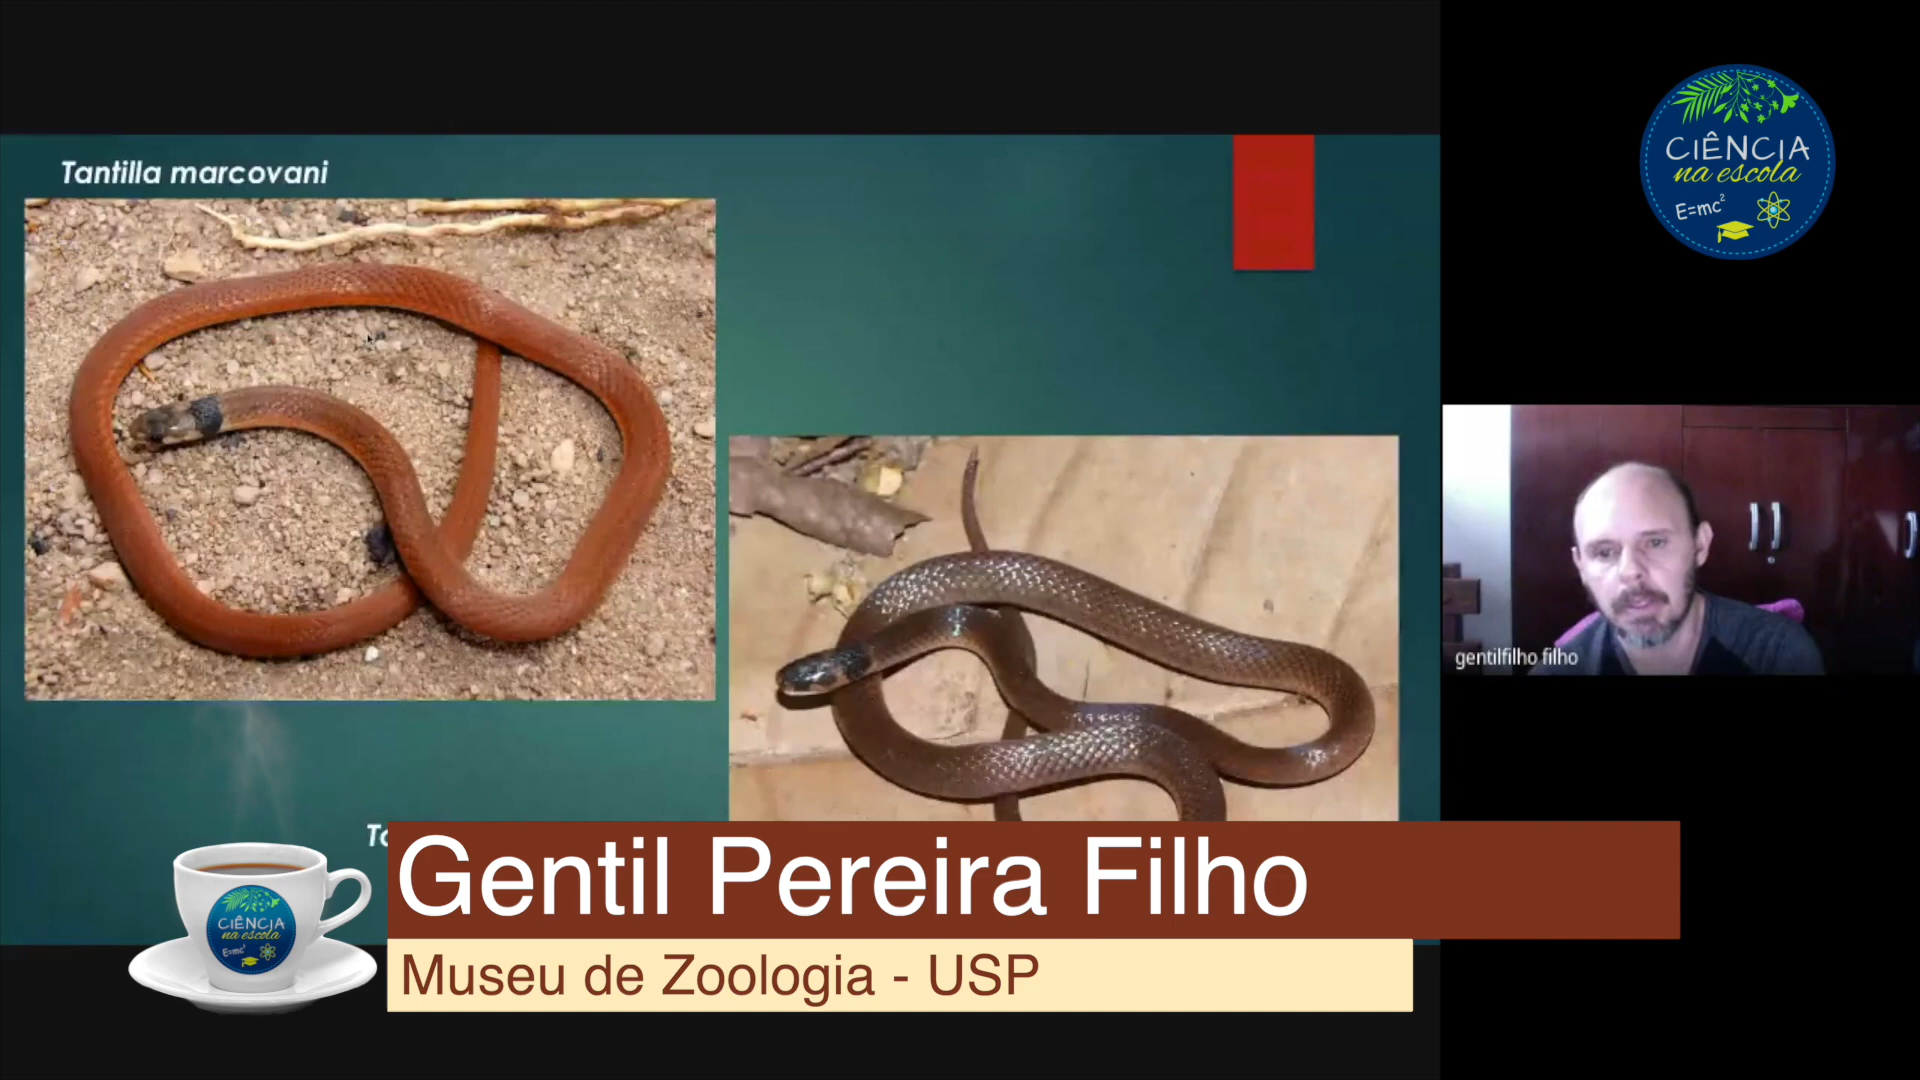 Tantilla marcovani
CIÊNCIA
na escola
E=mc²
gentilfilho filho
Gentil Pereira Filho
Museu de Zoologia - USP
CIÊNCIA
na escola
E=mc²